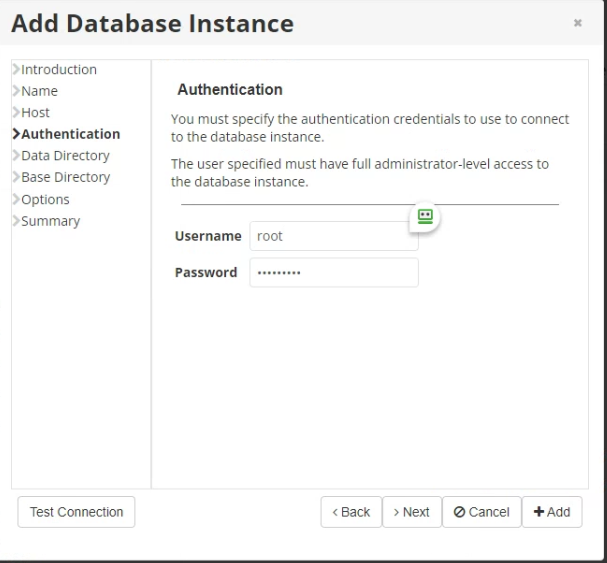 Add Database Instance
×
Introduction
Name
Host
Authentication
Data Directory
Base Directory
Options
Summary
Authentication
You must specify the authentication credentials to use to connect
to the database instance.
The user specified must have full administrator-level access to
the database instance.
Username root
Password •••••••••
Test Connection
Back
Next
Cancel
Add